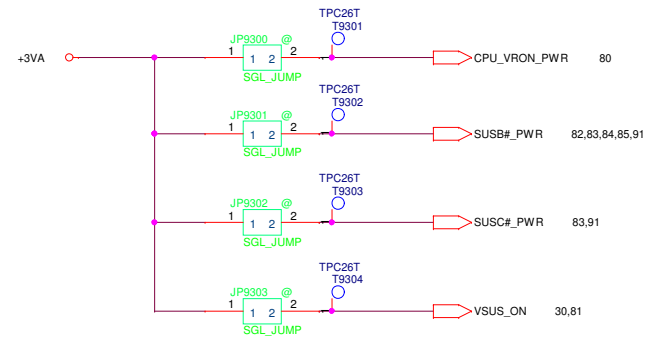 TPC26T
T9301
JP9300 @
+3VA
1 1 2 2
CPU_VRON_PWR 80
SGL_JUMP
TPC26T
T9302
JP9301 @
1 1 2 2
SUSB#_PWR 82,83,84,85,91
SGL_JUMP
TPC26T
T9303
JP9302 @
1 1 2 2
SUSC#_PWR 83,91
SGL_JUMP
TPC26T
T9304
JP9303 @
1 1 2 2
VSUS_ON 30,81
SGL_JUMP